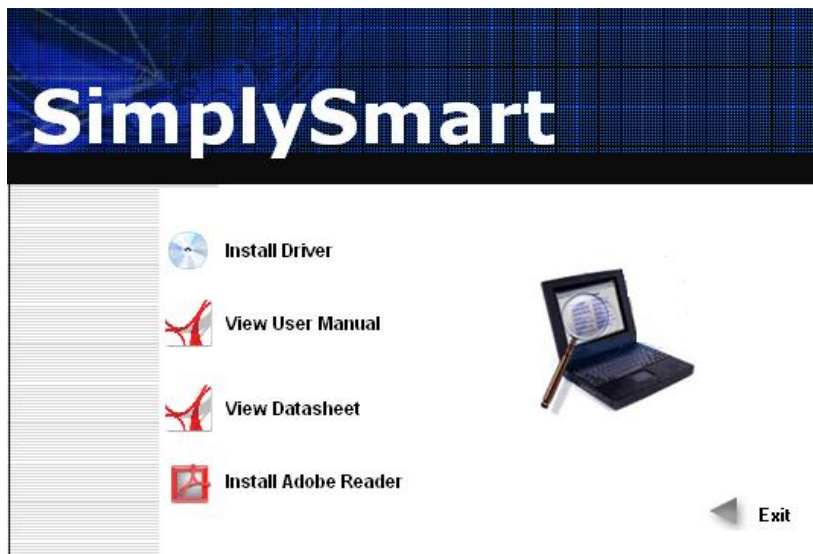 SimplySmart
Install Driver
View User Manual
View Datasheet
Install Adobe Reader
Exit